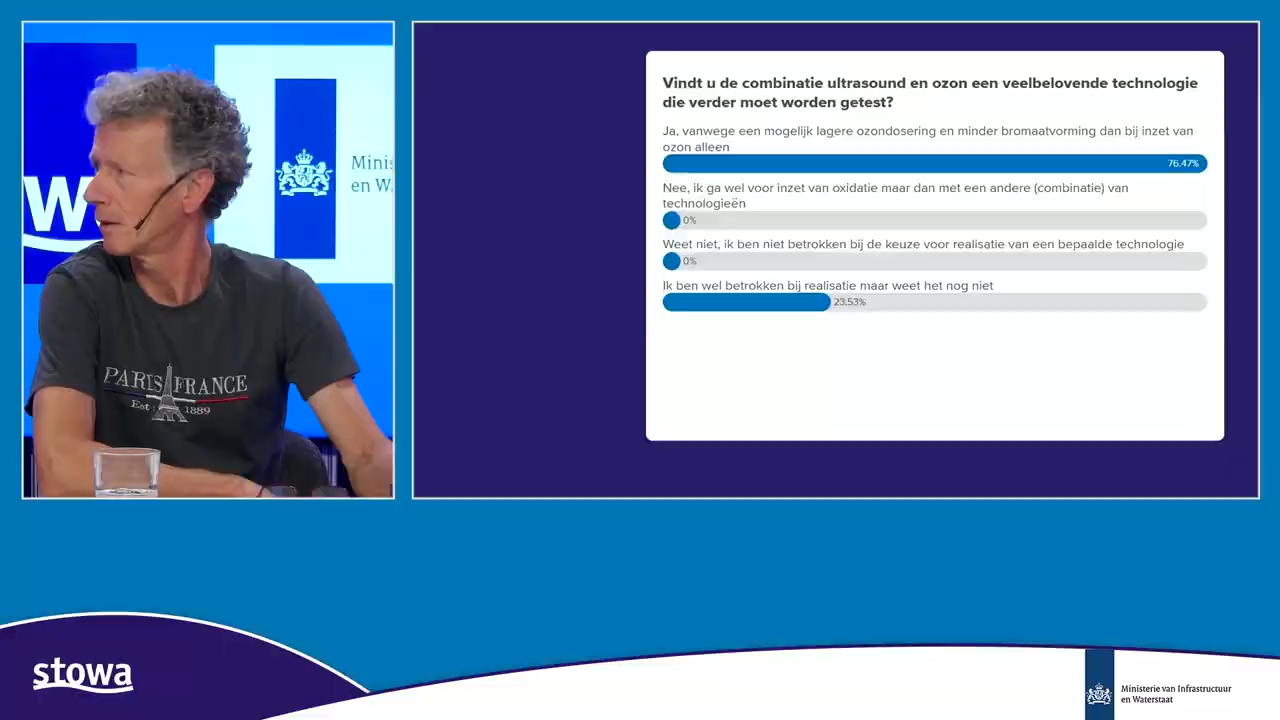 Minis
en W
W
PARIS FRANCE
Est : 1889
Vindt u de combinatie ultrasound en ozon een veelbelovende technologie
die verder moet worden getest?
Ja, vanwege een mogelijk lagere ozondosering en minder bromaatvorming dan bij inzet van
ozon alleen
76.47%
Nee, ik ga wel voor inzet van oxidatie maar dan met een andere (combinatie) van
technologieën
0%
Weet niet, ik ben niet betrokken bij de keuze voor realisatie van een bepaalde technologie
0%
Ik ben wel betrokken bij realisatie maar weet het nog niet
23.53%
stowa
Ministerie van Infrastructuur
en Waterstaat